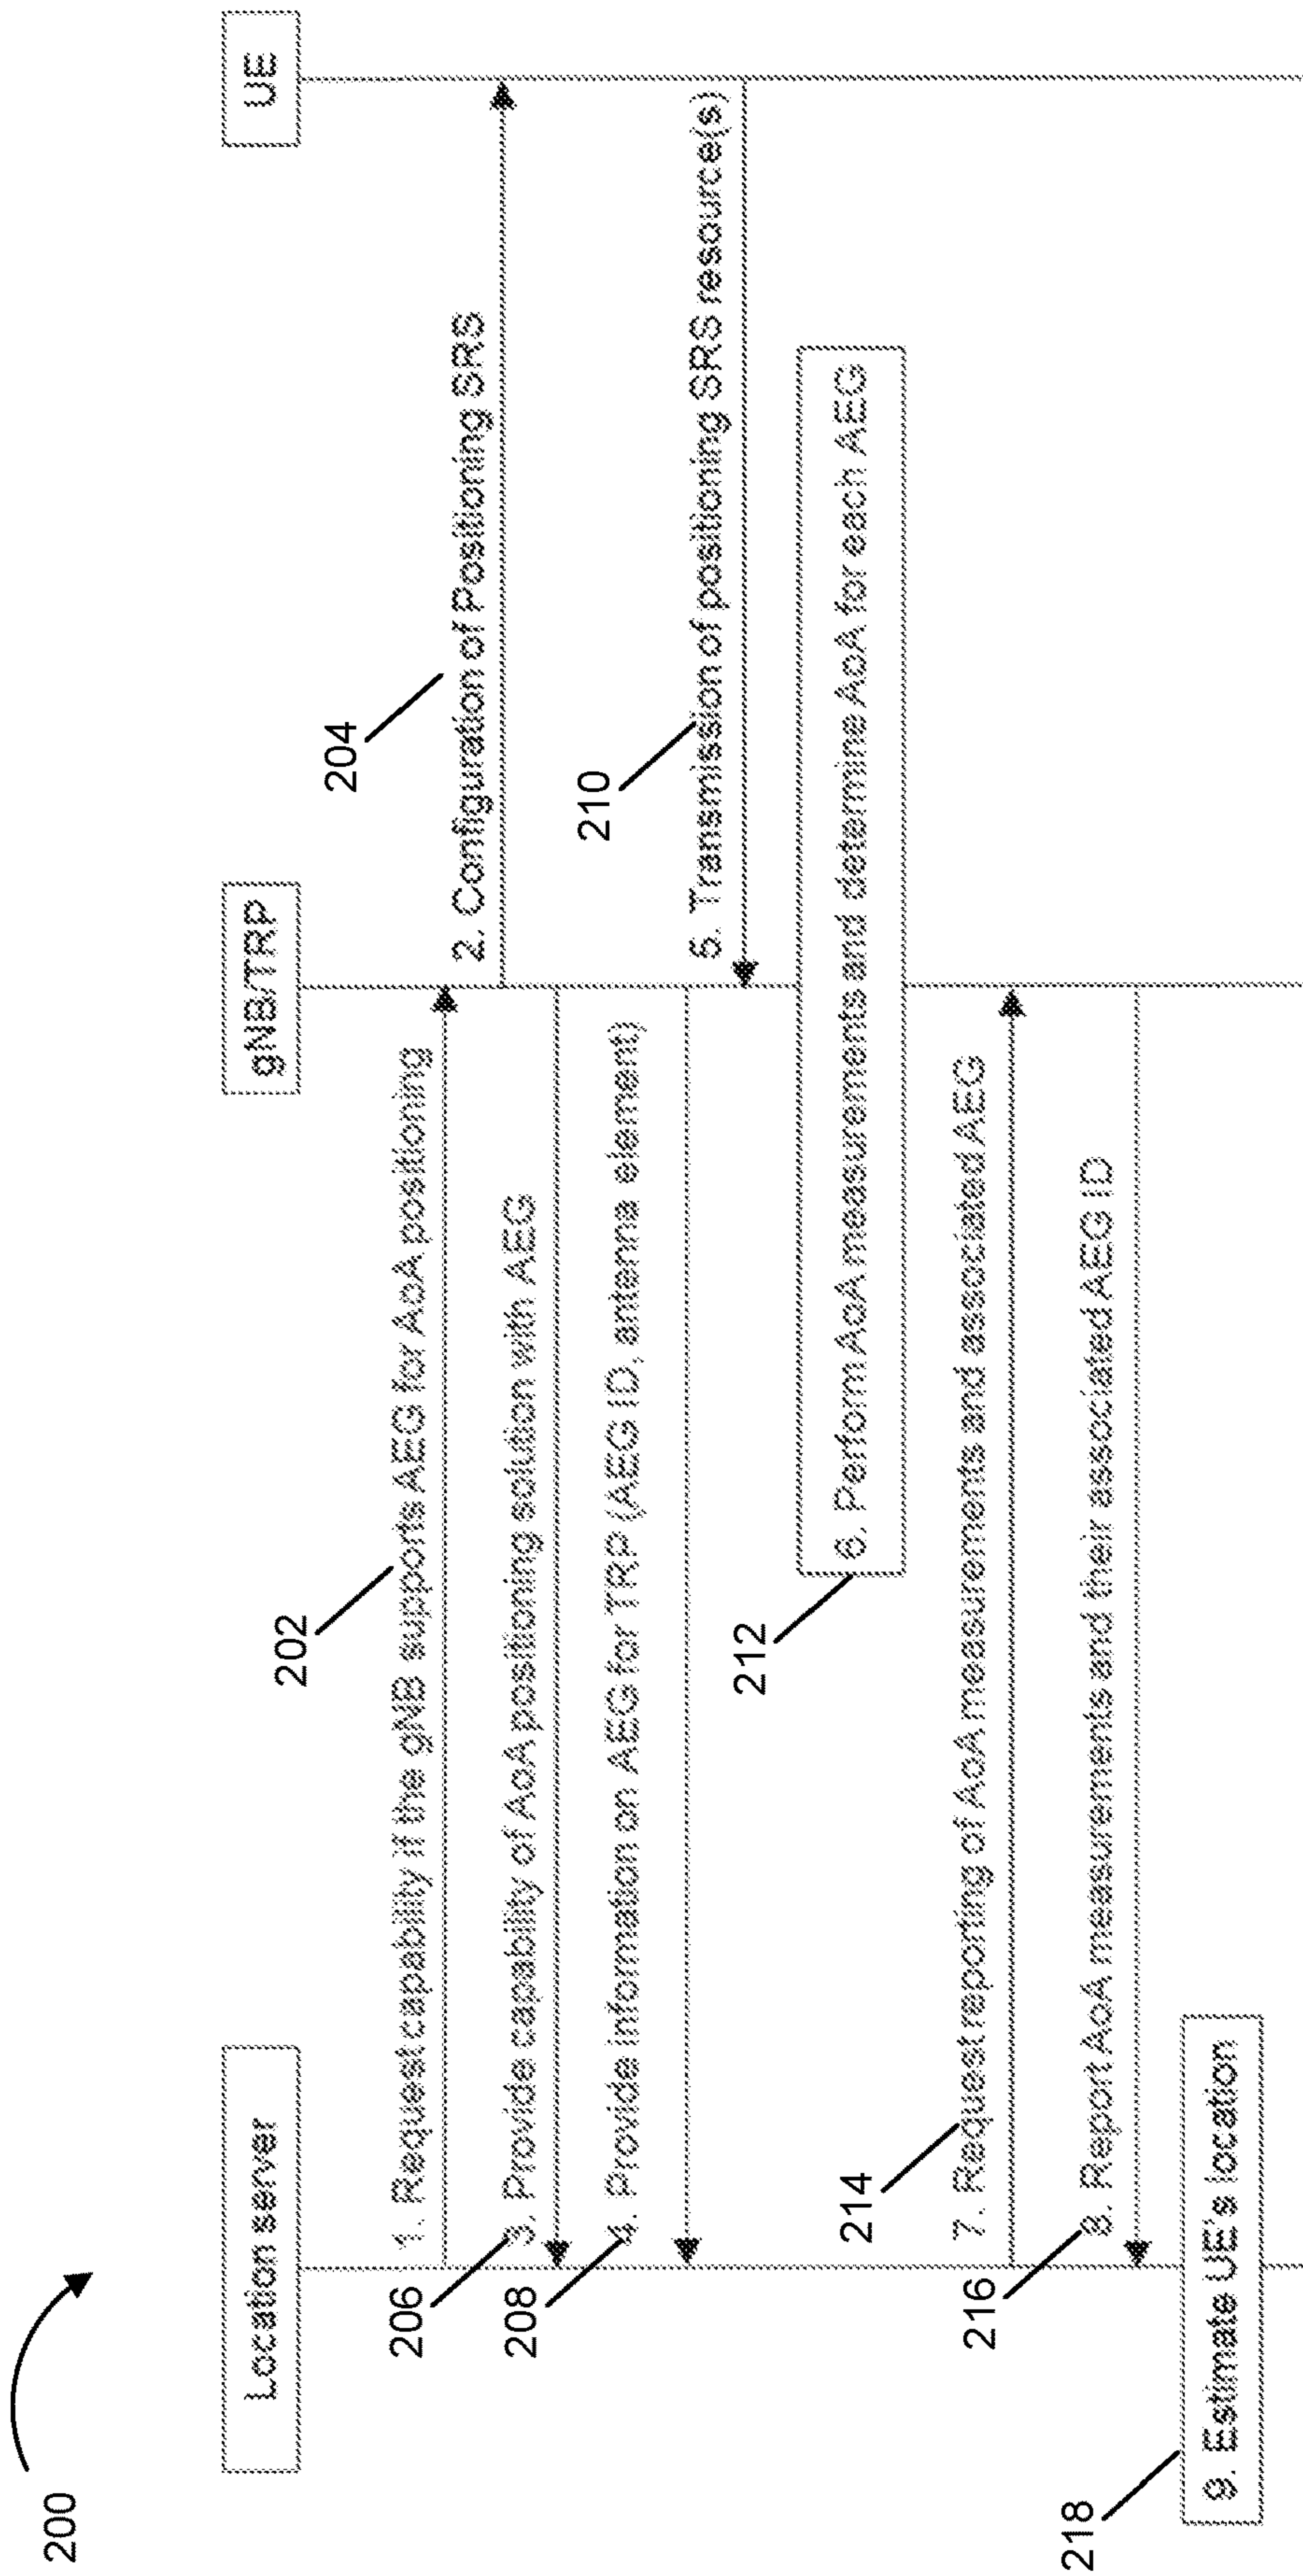 200
Location server
gNB/TRP
UE
202
1. Request capability if the gNB supports AEG for AoA positioning
204
2. Configuration of Positioning SRS
206
3. Provide capability of AoA positioning solution with AEG
208
4. Provide information on AEG for TRP (AEG ID, antenna element)
210
5. Transmission of positioning SRS resource(s)
212
6. Perform AoA measurements and determine AoA for each AEG
214
7. Request reporting of AoA measurements and associated AEG
216
8. Report AoA measurements and their associated AEG ID
218
9. Estimate UE's location